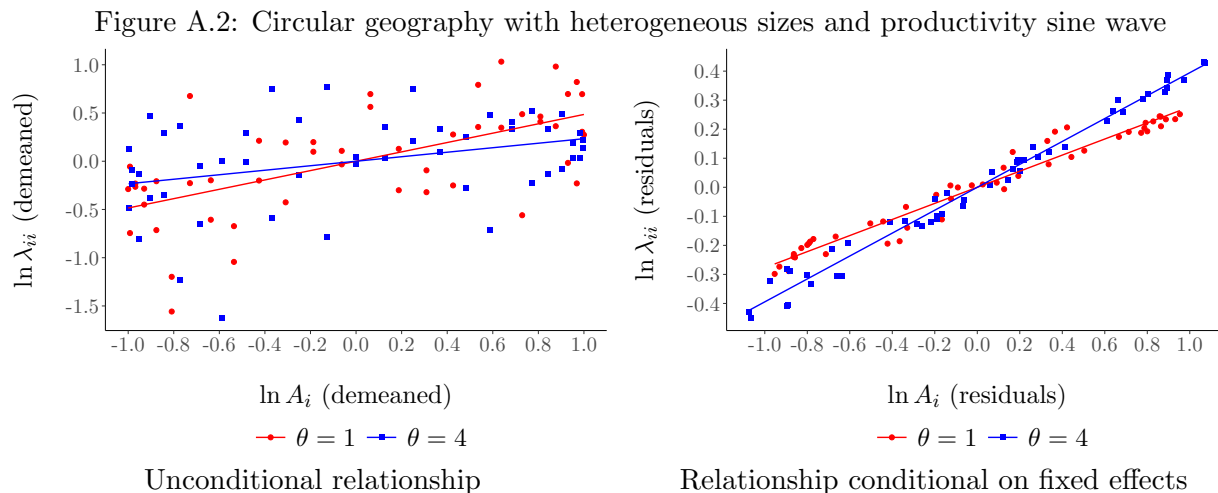 Figure A.2: Circular geography with heterogeneous sizes and productivity sine wave
ln λii (demeaned)
1.0
0.5
0.0
-0.5
-1.0
-1.5
-1.0 -0.8 -0.6 -0.4 -0.2 0.0 0.2 0.4 0.6 0.8 1.0
ln Ai (demeaned)
θ = 1 θ = 4
Unconditional relationship
ln λii (residuals)
0.4
0.3
0.2
0.1
0.0
-0.1
-0.2
-0.3
-0.4
-1.0 -0.8 -0.6 -0.4 -0.2 0.0 0.2 0.4 0.6 0.8 1.0
ln Ai (residuals)
θ = 1 θ = 4
Relationship conditional on fixed effects